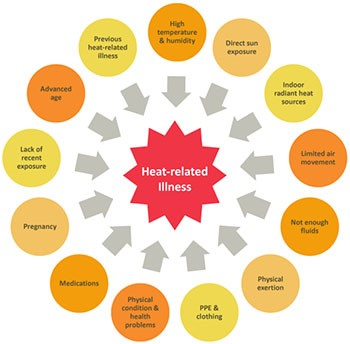 High
temperature
& humidity
Direct sun
exposure
Indoor
radiant heat
sources
Limited air
movement
Not enough
fluids
Physical
exertion
PPE &
clothing
Physical
condition &
health
problems
Medications
Pregnancy
Lack of
recent
exposure
Advanced
age
Previous
heat-related
illness
Heat-related
Illness